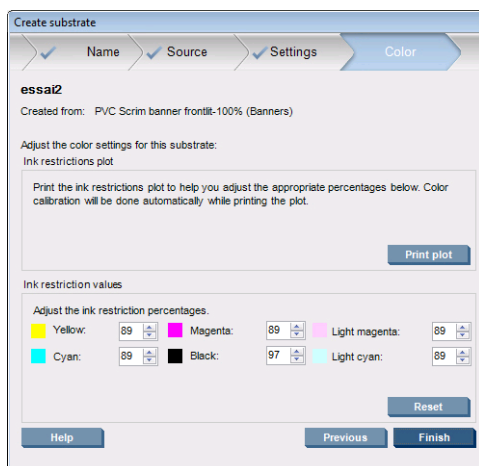 Create substrate
Name Source Settings Color
essai2
Created from: PVC Scrim banner frontlit-100% (Banners)
Adjust the color settings for this substrate:
Ink restrictions plot
Print the ink restrictions plot to help you adjust the appropriate percentages below. Color
calibration will be done automatically while printing the plot.
Print plot
Ink restriction values
Adjust the ink restriction percentages.
Yellow: 89 Magenta: 89 Light magenta: 89
Cyan: 89 Black: 97 Light cyan: 89
Reset
Help Previous Finish